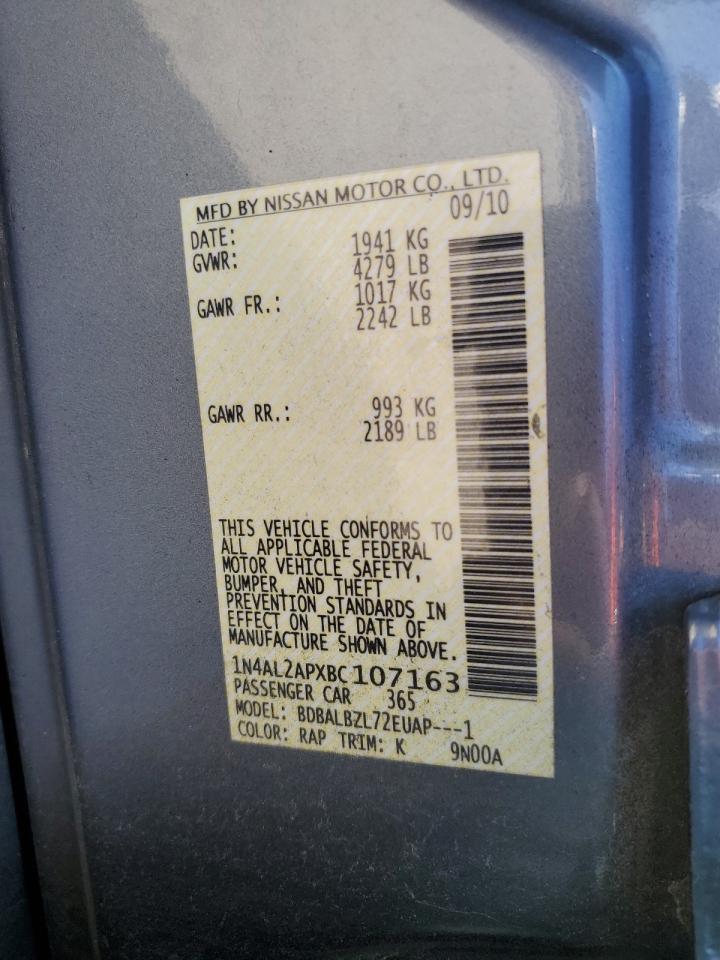 MFD BY NISSAN MOTOR CO., LTD.
DATE: 09/10
GVWR: 1941 KG
4279 LB
GAWR FR.: 1017 KG
2242 LB
GAWR RR.: 993 KG
2189 LB
THIS VEHICLE CONFORMS TO
ALL APPLICABLE FEDERAL
MOTOR VEHICLE SAFETY,
BUMPER, AND THEFT
PREVENTION STANDARDS IN
EFFECT ON THE DATE OF
MANUFACTURE SHOWN ABOVE.
1N4AL2APXBC107163
PASSENGER CAR 365
MODEL: BDBALBZL72EUAP---1
COLOR: RAP TRIM: K 9N00A